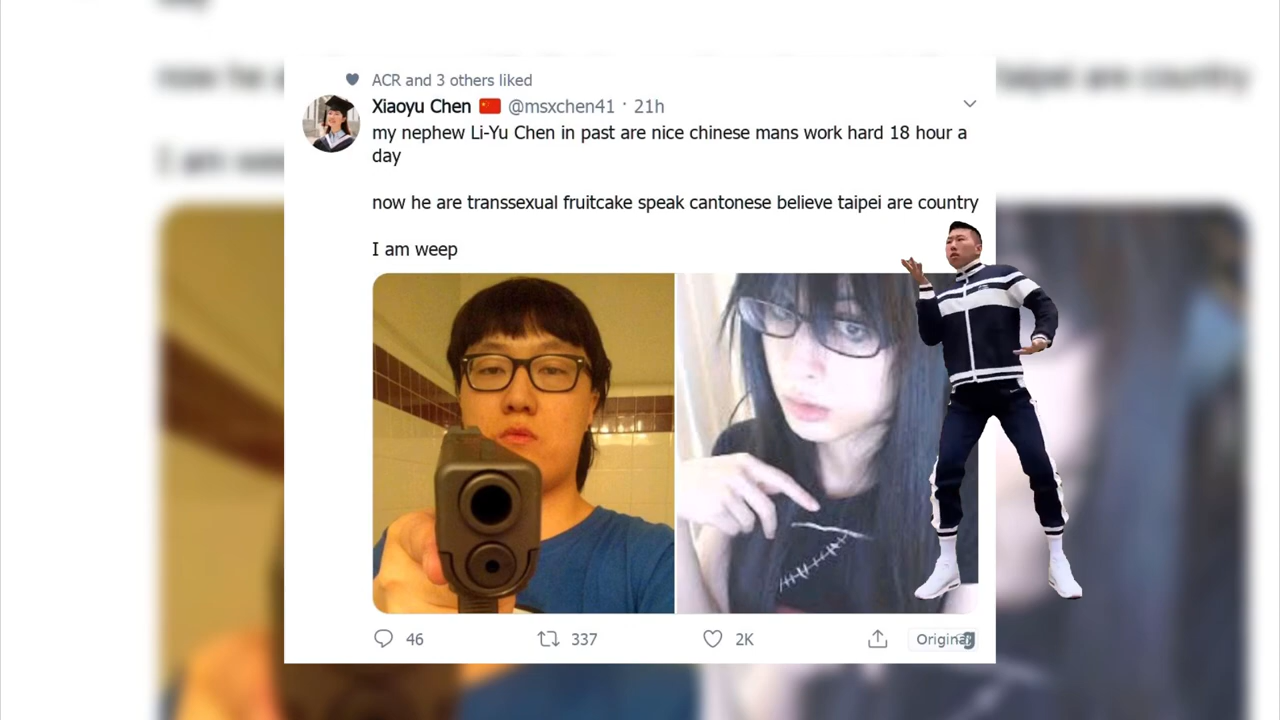 ACR and 3 others liked
Xiaoyu Chen 🇨🇳 @msxchen41 · 21h
my nephew Li-Yu Chen in past are nice chinese mans work hard 18 hour a
day
now he are transsexual fruitcake speak cantonese believe taipei are country
I am weep
46 337 2K